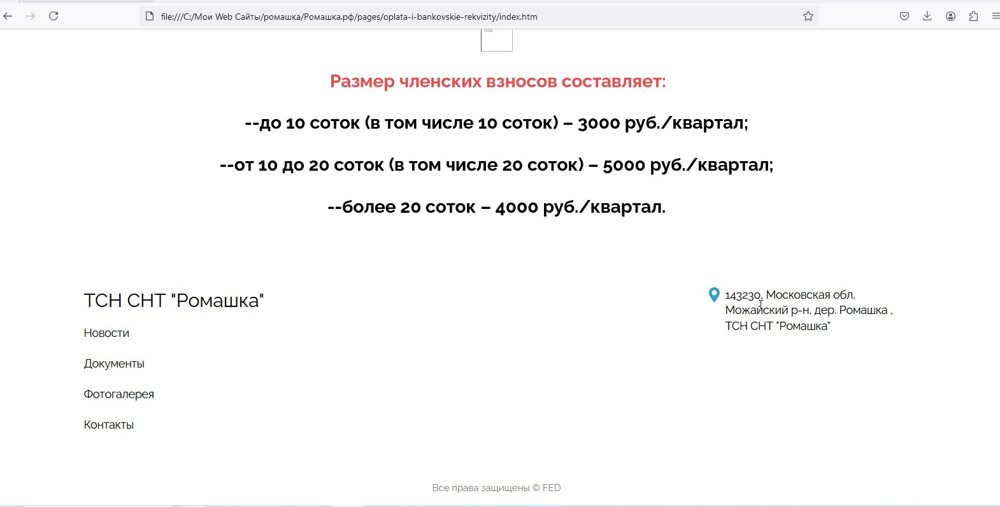 file:///C:/Мои Web Сайты/ромашка/Ромашка.рф/pages/oplata-i-bankovskie-rekvizity/index.htm
Размер членских взносов составляет:
--до 10 соток (в том числе 10 соток) – 3000 руб./квартал;
--от 10 до 20 соток (в том числе 20 соток) – 5000 руб./квартал;
--более 20 соток – 4000 руб./квартал.
ТСН СНТ "Ромашка"
Новости
Документы
Фотогалерея
Контакты
143230, Московская обл,
Можайский р-н, дер. Ромашка ,
ТСН СНТ "Ромашка"
Все права защищены © FED